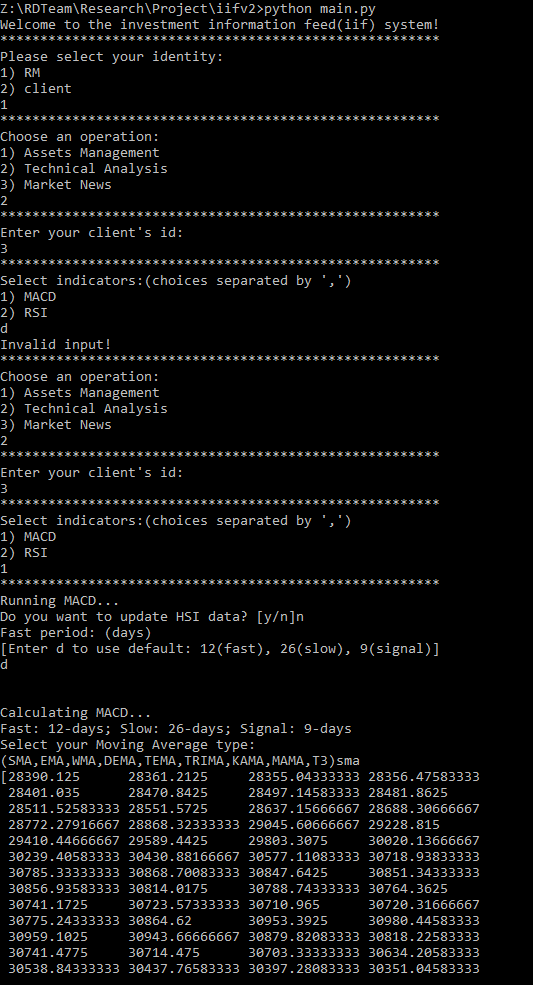 Z:\RDTeam\Research\Project\iifv2>python main.py
Welcome to the investment information feed(iif) system!
*******************************************************
Please select your identity:
1) RM
2) client
1
*******************************************************
Choose an operation:
1) Assets Management
2) Technical Analysis
3) Market News
2
*******************************************************
Enter your client's id:
3
*******************************************************
Select indicators:(choices separated by ',')
1) MACD
2) RSI
d
Invalid input!
*******************************************************
Choose an operation:
1) Assets Management
2) Technical Analysis
3) Market News
2
*******************************************************
Enter your client's id:
3
*******************************************************
Select indicators:(choices separated by ',')
1) MACD
2) RSI
1
*******************************************************
Running MACD...
Do you want to update HSI data? [y/n]n
Fast period: (days)
[Enter d to use default: 12(fast), 26(slow), 9(signal)]
d
Calculating MACD...
Fast: 12-days; Slow: 26-days; Signal: 9-days
Select your Moving Average type:
(SMA,EMA,WMA,DEMA,TEMA,TRIMA,KAMA,MAMA,T3)sma
[28390.125 28361.2125 28355.04333333 28356.47583333
28401.035 28470.8425 28497.14583333 28481.8625
28511.52583333 28551.5725 28637.15666667 28688.30666667
28772.27916667 28868.32333333 29045.60666667 29228.815
29410.44666667 29589.4425 29803.3075 30020.13666667
30239.40583333 30430.88166667 30577.11083333 30718.93833333
30785.33333333 30868.70083333 30847.6425 30851.34333333
30856.93583333 30814.0175 30788.74333333 30764.3625
30741.1725 30723.57333333 30710.965 30720.31666667
30775.24333333 30864.62 30953.3925 30980.44583333
30959.1025 30943.66666667 30879.82083333 30818.22583333
30741.4775 30714.475 30703.33333333 30634.20583333
30538.84333333 30437.76583333 30397.28083333 30351.04583333